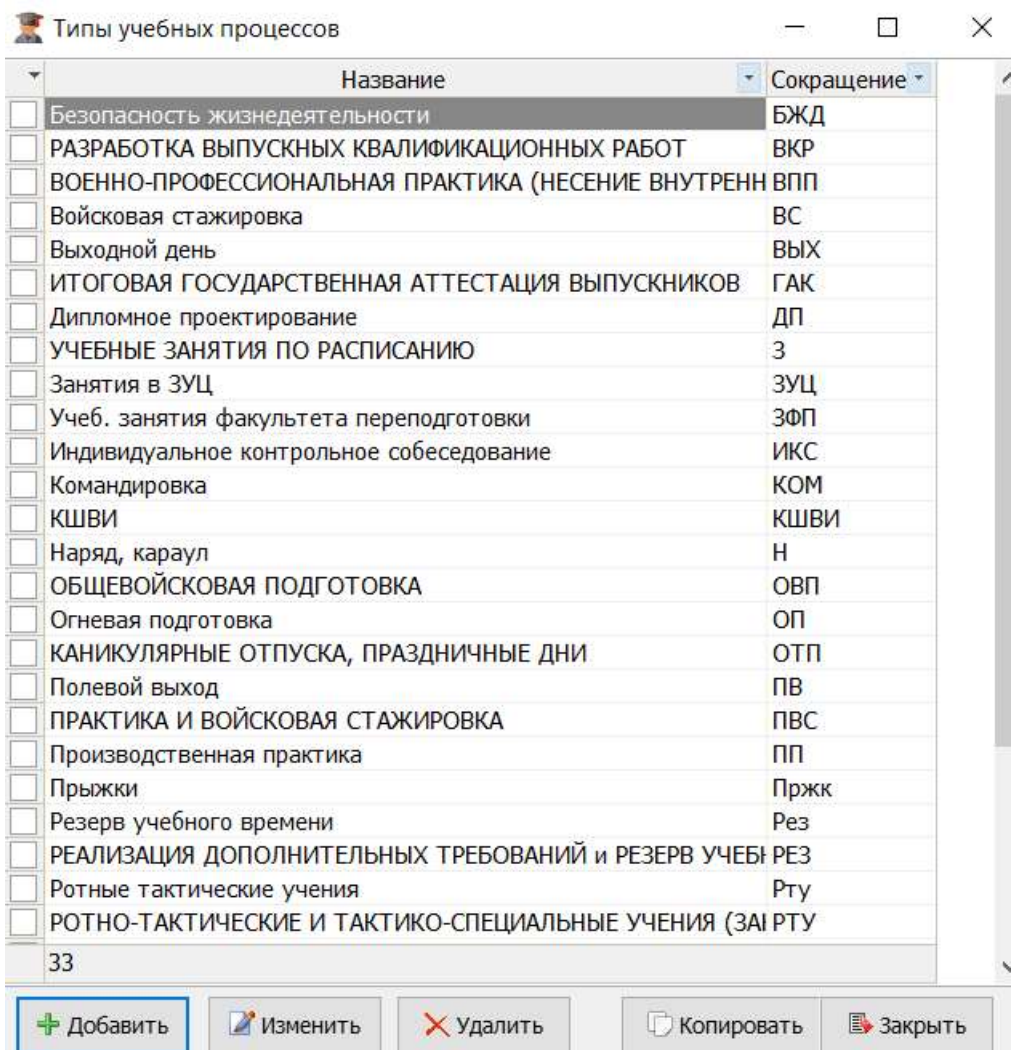 Типы учебных процессов
Название Сокращение
Безопасность жизнедеятельности БЖД
РАЗРАБОТКА ВЫПУСКНЫХ КВАЛИФИКАЦИОННЫХ РАБОТ ВКР
ВОЕННО-ПРОФЕССИОНАЛЬНАЯ ПРАКТИКА (НЕСЕНИЕ ВНУТРЕНН ВПП
Войсковая стажировка ВС
Выходной день ВЫХ
ИТОГОВАЯ ГОСУДАРСТВЕННАЯ АТТЕСТАЦИЯ ВЫПУСКНИКОВ ГАК
Дипломное проектирование ДП
УЧЕБНЫЕ ЗАНЯТИЯ ПО РАСПИСАНИЮ З
Занятия в ЗУЦ ЗУЦ
Учеб. занятия факультета переподготовки ЗФП
Индивидуальное контрольное собеседование ИКС
Командировка КОМ
КШВИ КШВИ
Наряд, караул Н
ОБЩЕВОЙСКОВАЯ ПОДГОТОВКА ОВП
Огневая подготовка ОП
КАНИКУЛЯРНЫЕ ОТПУСКА, ПРАЗДНИЧНЫЕ ДНИ ОТП
Полевой выход ПВ
ПРАКТИКА И ВОЙСКОВАЯ СТАЖИРОВКА ПВС
Производственная практика ПП
Прыжки Пржк
Резерв учебного времени Рез
РЕАЛИЗАЦИЯ ДОПОЛНИТЕЛЬНЫХ ТРЕБОВАНИЙ и РЕЗЕРВ УЧЕБН РЕЗ
Ротные тактические учения Рту
РОТНО-ТАКТИЧЕСКИЕ И ТАКТИКО-СПЕЦИАЛЬНЫЕ УЧЕНИЯ (ЗАН РТУ
33
Добавить Изменить Удалить Копировать Закрыть